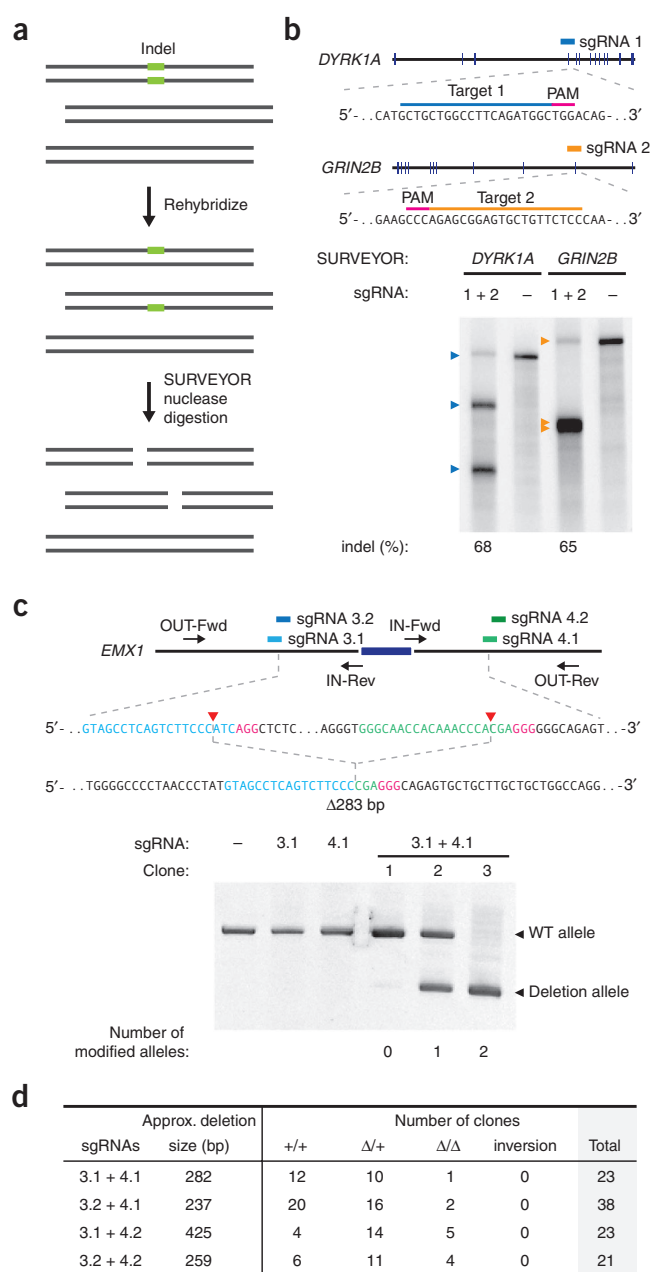 a
Indel
Rehybridize
SURVEYOR
nuclease
digestion
b
sgRNA 1
DYRK1A
Target 1 PAM
5′-..CATGCTGCTGGCCTTCAGATGGCTGGACAG-..3′
sgRNA 2
GRIN2B
PAM Target 2
5′-..GAAGCCCAGAGCGGAGTGCTGTTCTCCCAA-..3′
SURVEYOR: DYRK1A GRIN2B
sgRNA: 1 + 2 – 1 + 2 –
indel (%): 68 65
c
OUT-Fwd sgRNA 3.2 IN-Fwd sgRNA 4.2
EMX1 sgRNA 3.1 sgRNA 4.1
IN-Rev OUT-Rev
5′-..GTAGCCTCAGTCTTCCCATCAGGCTCTC...AGGGTGGGCAACCACAAACCCACGAGGGGGGCAGAGT..-3′
5′-..TGGGGCCCCTAACCCTATGTAGCCTCAGTCTTCCCCGAGGGCAGAGTGCTGCTTGCTGCTGGCCAGG..-3′
Δ283 bp
sgRNA: – 3.1 4.1 3.1 + 4.1
Clone: 1 2 3
WT allele
Deletion allele
Number of
modified alleles: 0 1 2
d
Approx. deletion Number of clones
sgRNAs size (bp) +/+ Δ/+ Δ/Δ inversion Total
3.1 + 4.1 282 12 10 1 0 23
3.2 + 4.1 237 20 16 2 0 38
3.1 + 4.2 425 4 14 5 0 23
3.2 + 4.2 259 6 11 4 0 21